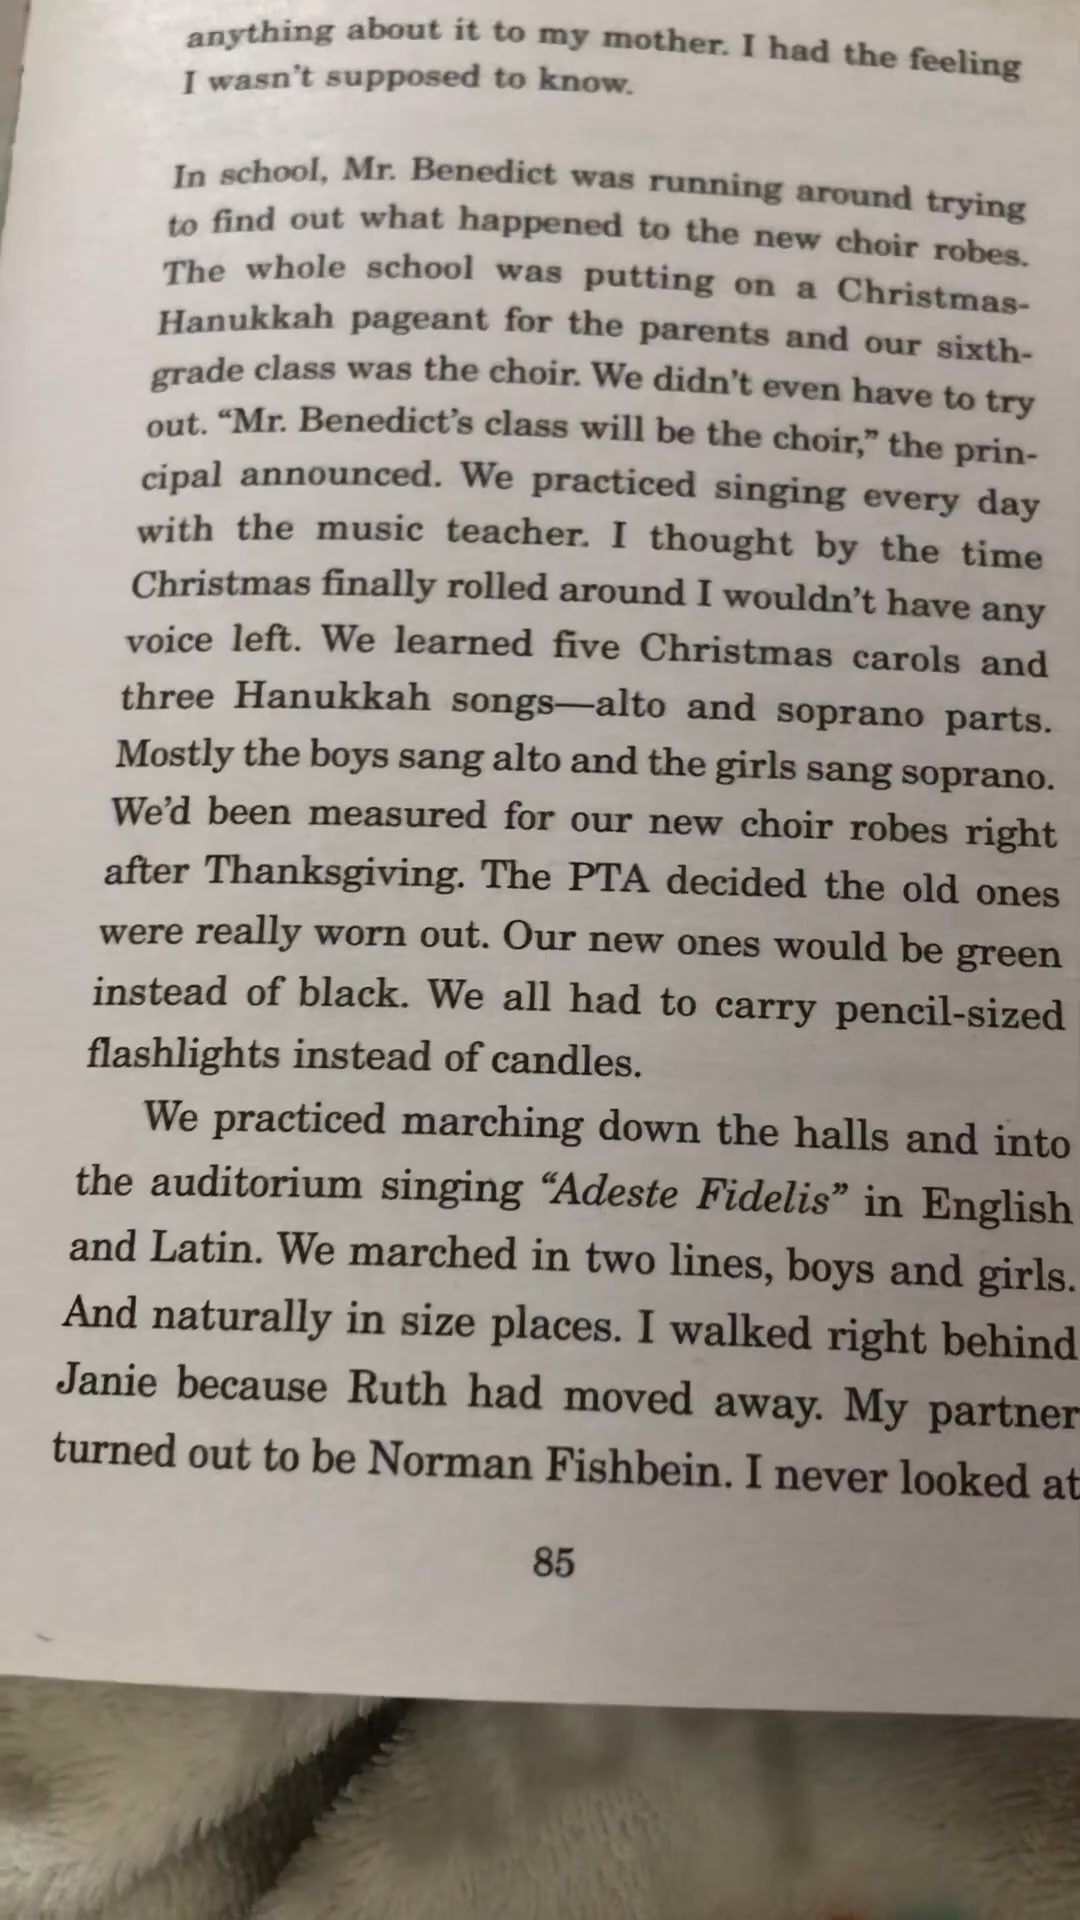 anything about it to my mother. I had the feeling
I wasn't supposed to know.
In school, Mr. Benedict was running around trying
to find out what happened to the new choir robes.
The whole school was putting on a Christmas-
Hanukkah pageant for the parents and our sixth-
grade class was the choir. We didn't even have to try
out. “Mr. Benedict's class will be the choir,” the prin-
cipal announced. We practiced singing every day
with the music teacher. I thought by the time
Christmas finally rolled around I wouldn't have any
voice left. We learned five Christmas carols and
three Hanukkah songs—alto and soprano parts.
Mostly the boys sang alto and the girls sang soprano.
We'd been measured for our new choir robes right
after Thanksgiving. The PTA decided the old ones
were really worn out. Our new ones would be green
instead of black. We all had to carry pencil-sized
flashlights instead of candles.
We practiced marching down the halls and into
the auditorium singing “Adeste Fidelis” in English
and Latin. We marched in two lines, boys and girls.
And naturally in size places. I walked right behind
Janie because Ruth had moved away. My partner
turned out to be Norman Fishbein. I never looked at
85